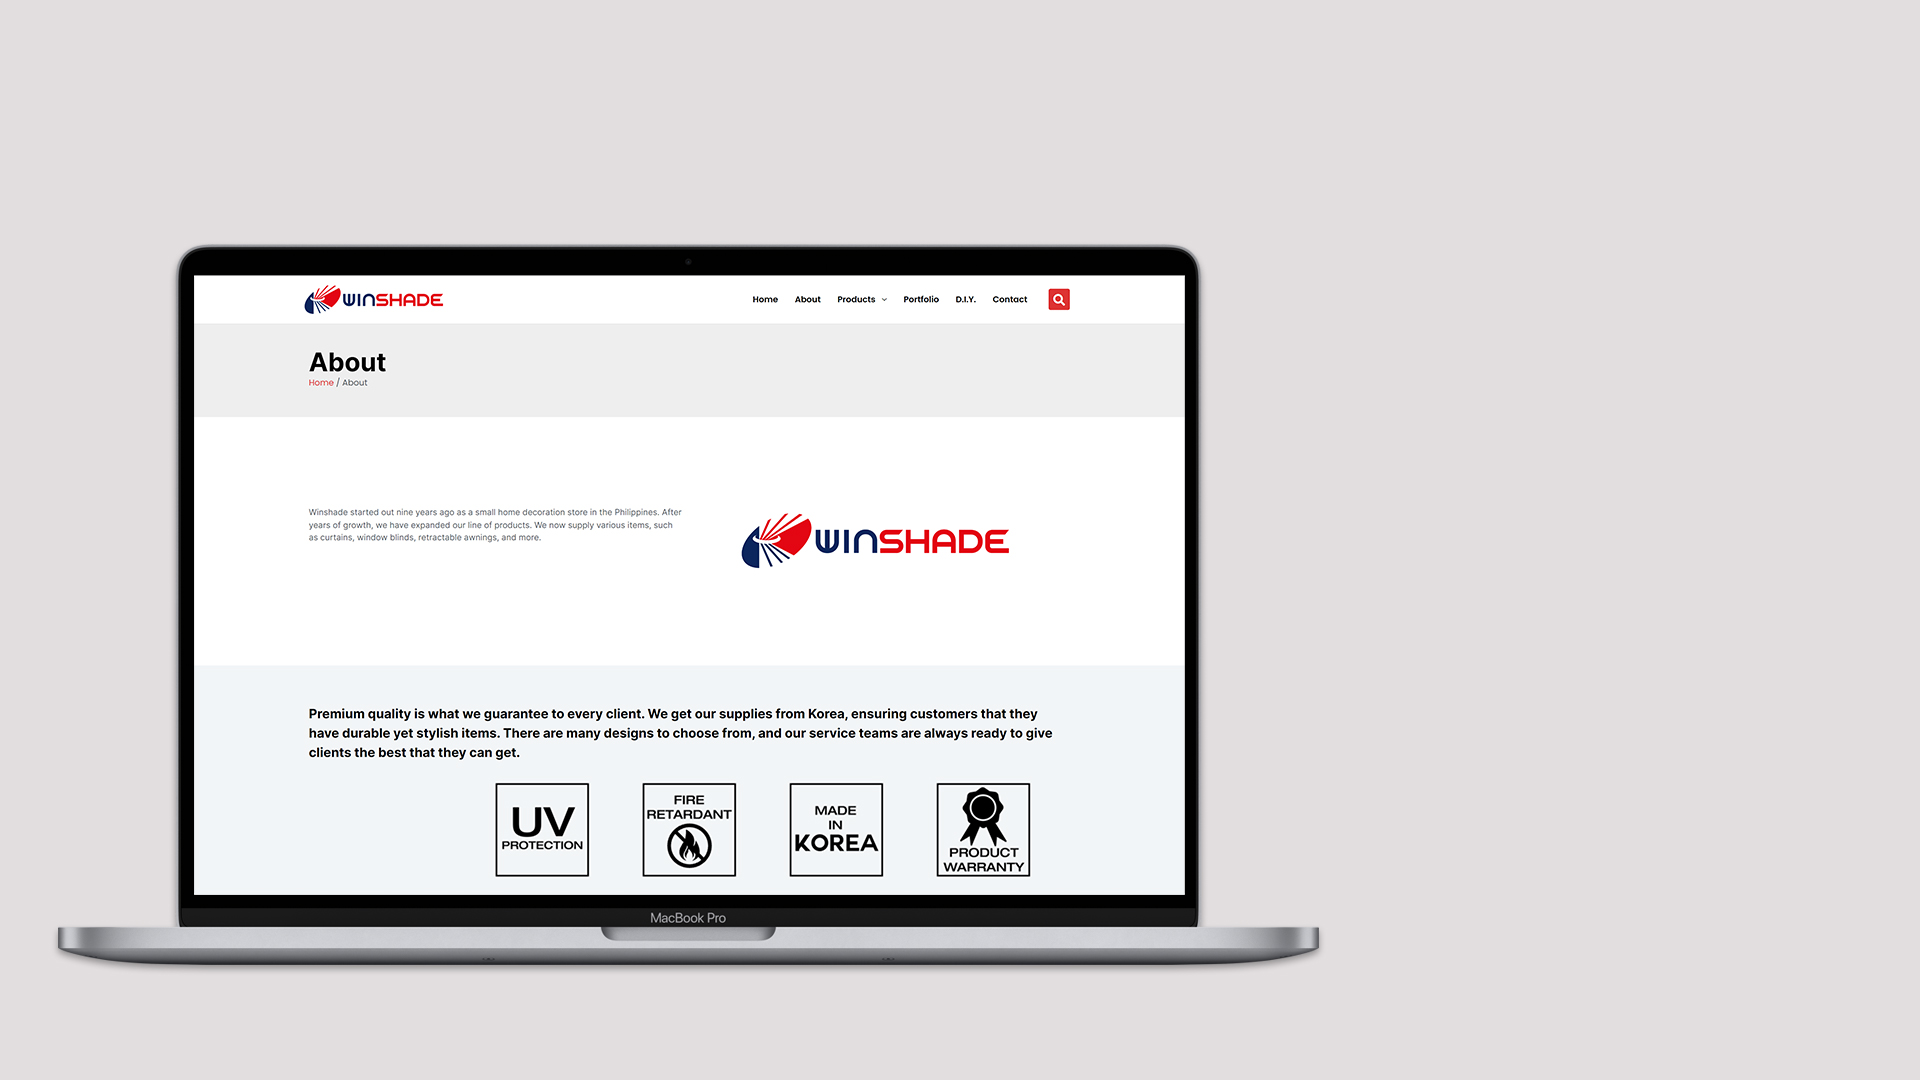 WINSHADE
Home About Products Portfolio D.I.Y. Contact
About
Home / About
Winshade started out nine years ago as a small home decoration store in the Philippines. After
years of growth, we have expanded our line of products. We now supply various items, such
as curtains, window blinds, retractable awnings, and more.
WINSHADE
Premium quality is what we guarantee to every client. We get our supplies from Korea, ensuring customers that they
have durable yet stylish items. There are many designs to choose from, and our service teams are always ready to give
clients the best that they can get.
UV
PROTECTION
FIRE
RETARDANT
MADE
IN
KOREA
PRODUCT
WARRANTY
MacBook Pro